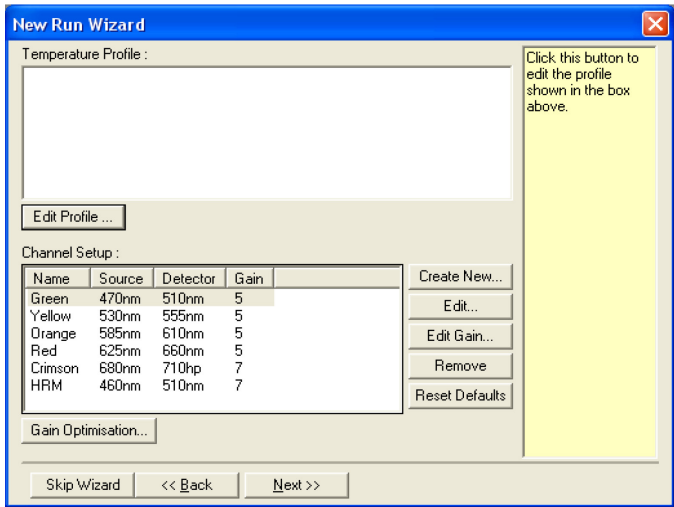 New Run Wizard
Temperature Profile :
Click this button to
edit the profile
shown in the box
above.
Edit Profile ...
Channel Setup :
Name Source Detector Gain
Green 470nm 510nm 5
Yellow 530nm 555nm 5
Orange 585nm 610nm 5
Red 625nm 660nm 5
Crimson 680nm 710hp 7
HRM 460nm 510nm 7
Create New...
Edit...
Edit Gain...
Remove
Reset Defaults
Gain Optimisation...
Skip Wizard << Back Next >>